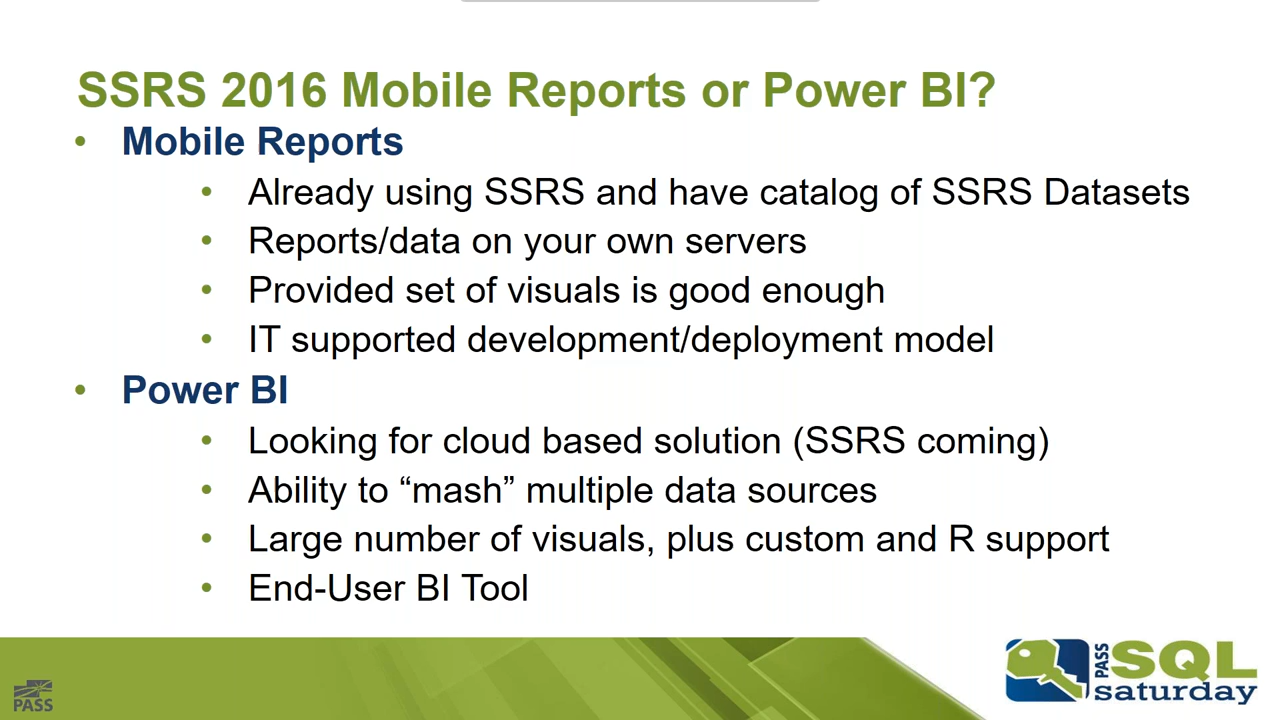 SSRS 2016 Mobile Reports or Power BI?
• Mobile Reports
• Already using SSRS and have catalog of SSRS Datasets
• Reports/data on your own servers
• Provided set of visuals is good enough
• IT supported development/deployment model
• Power BI
• Looking for cloud based solution (SSRS coming)
• Ability to “mash” multiple data sources
• Large number of visuals, plus custom and R support
• End-User BI Tool
PASS
PASS
SQL
saturday